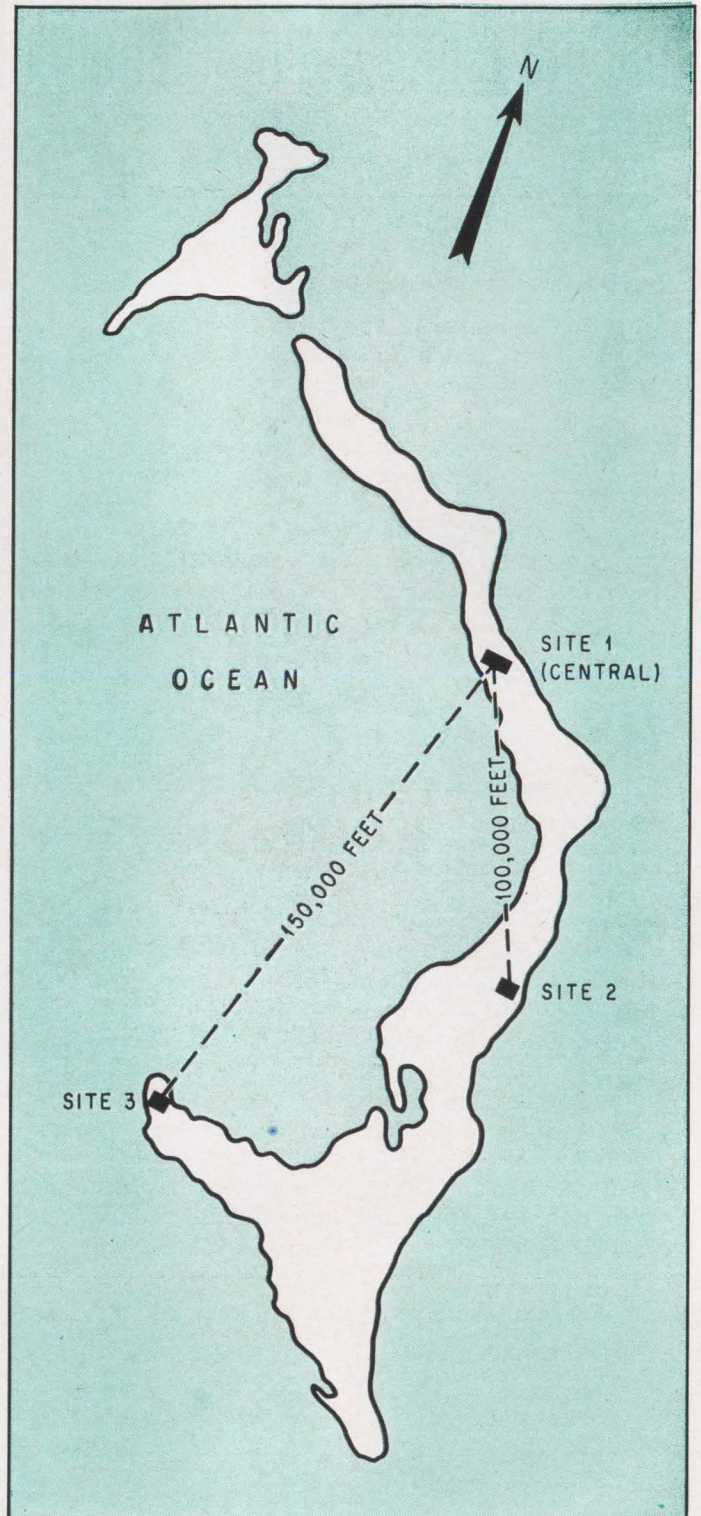 N
ATLANTIC
OCEAN
SITE 1
(CENTRAL)
150,000 FEET
100,000 FEET
SITE 2
SITE 3